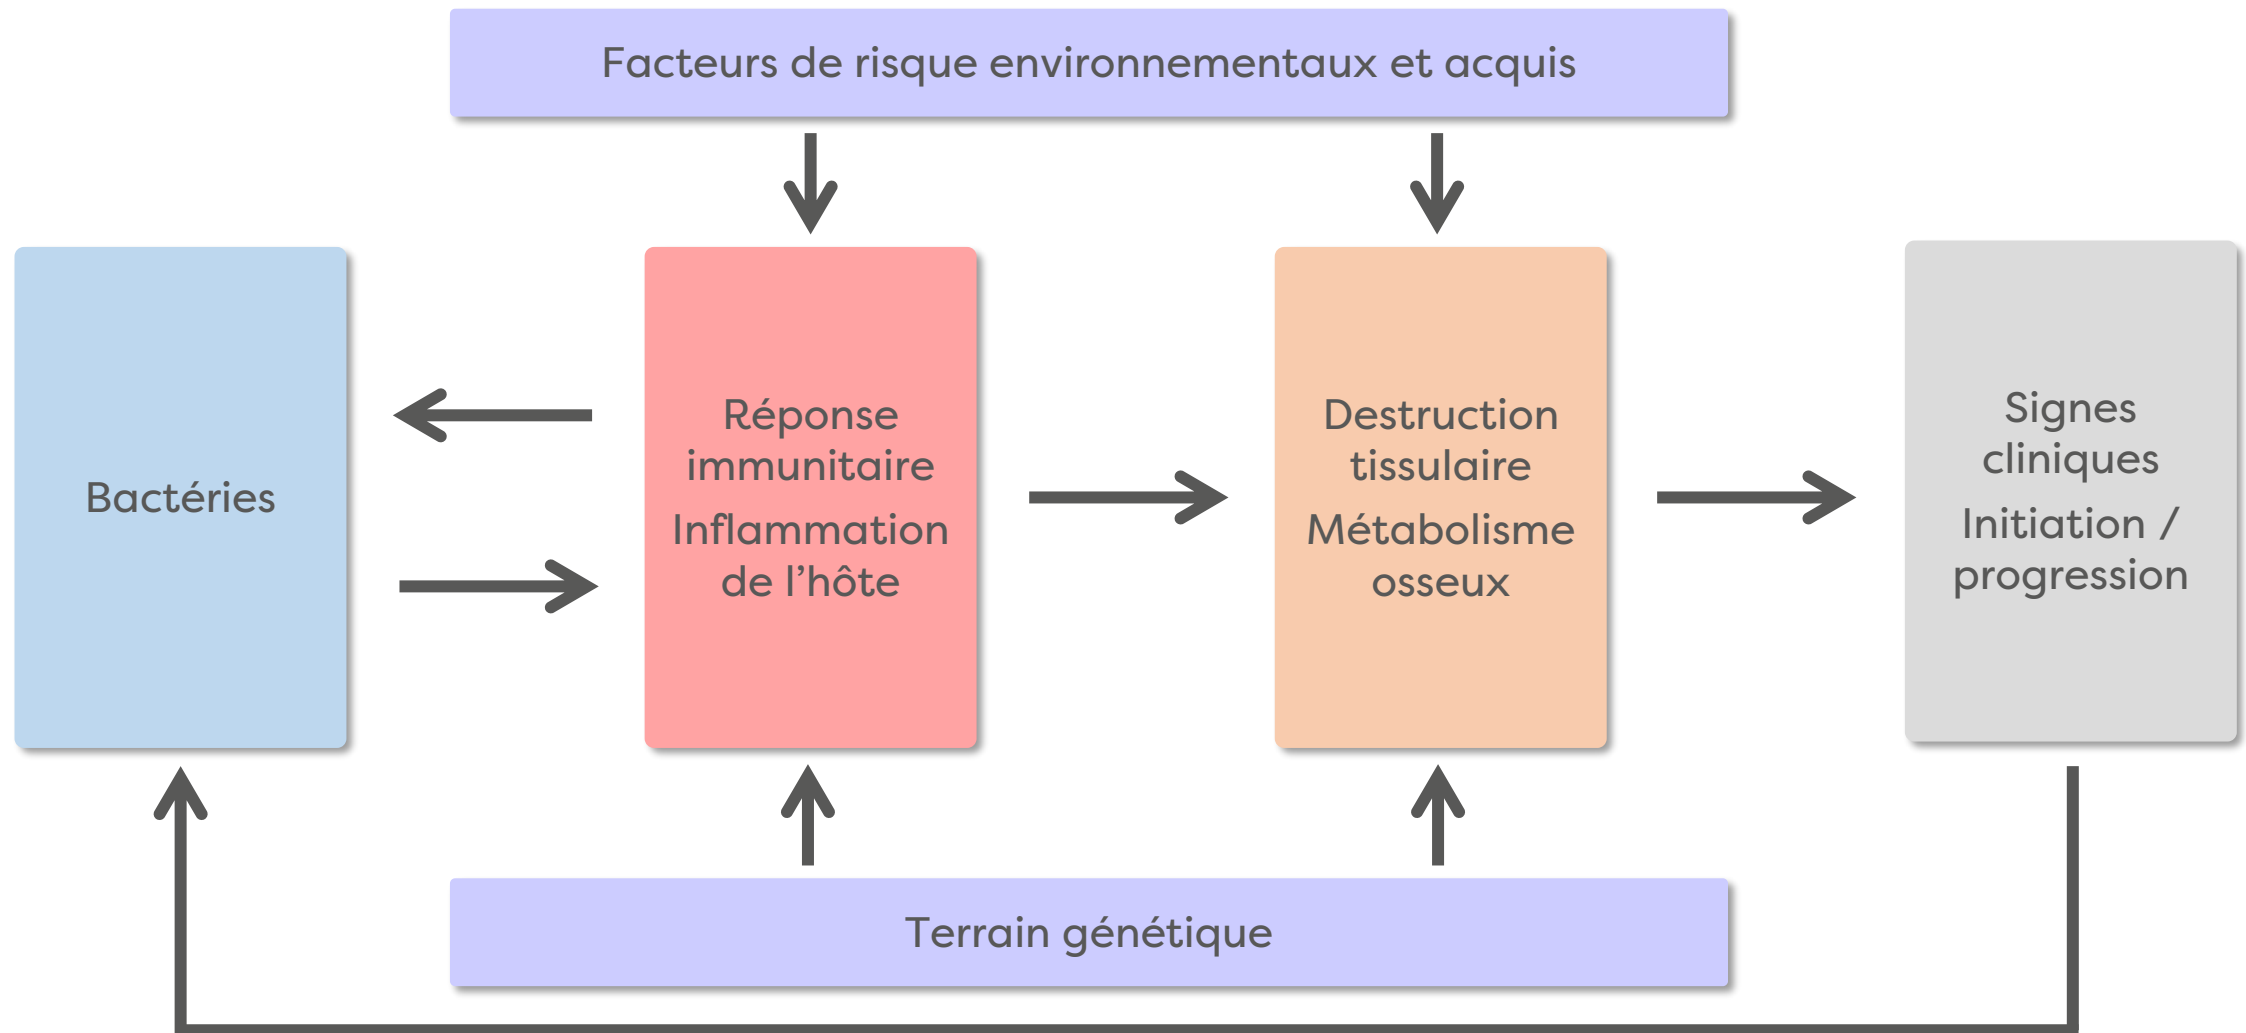 Facteurs de risque environnementaux et acquis
Bactéries
Réponse
immunitaire
Inflammation
de l’hôte
Destruction
tissulaire
Métabolisme
osseux
Signes
cliniques
Initiation /
progression
Terrain génétique